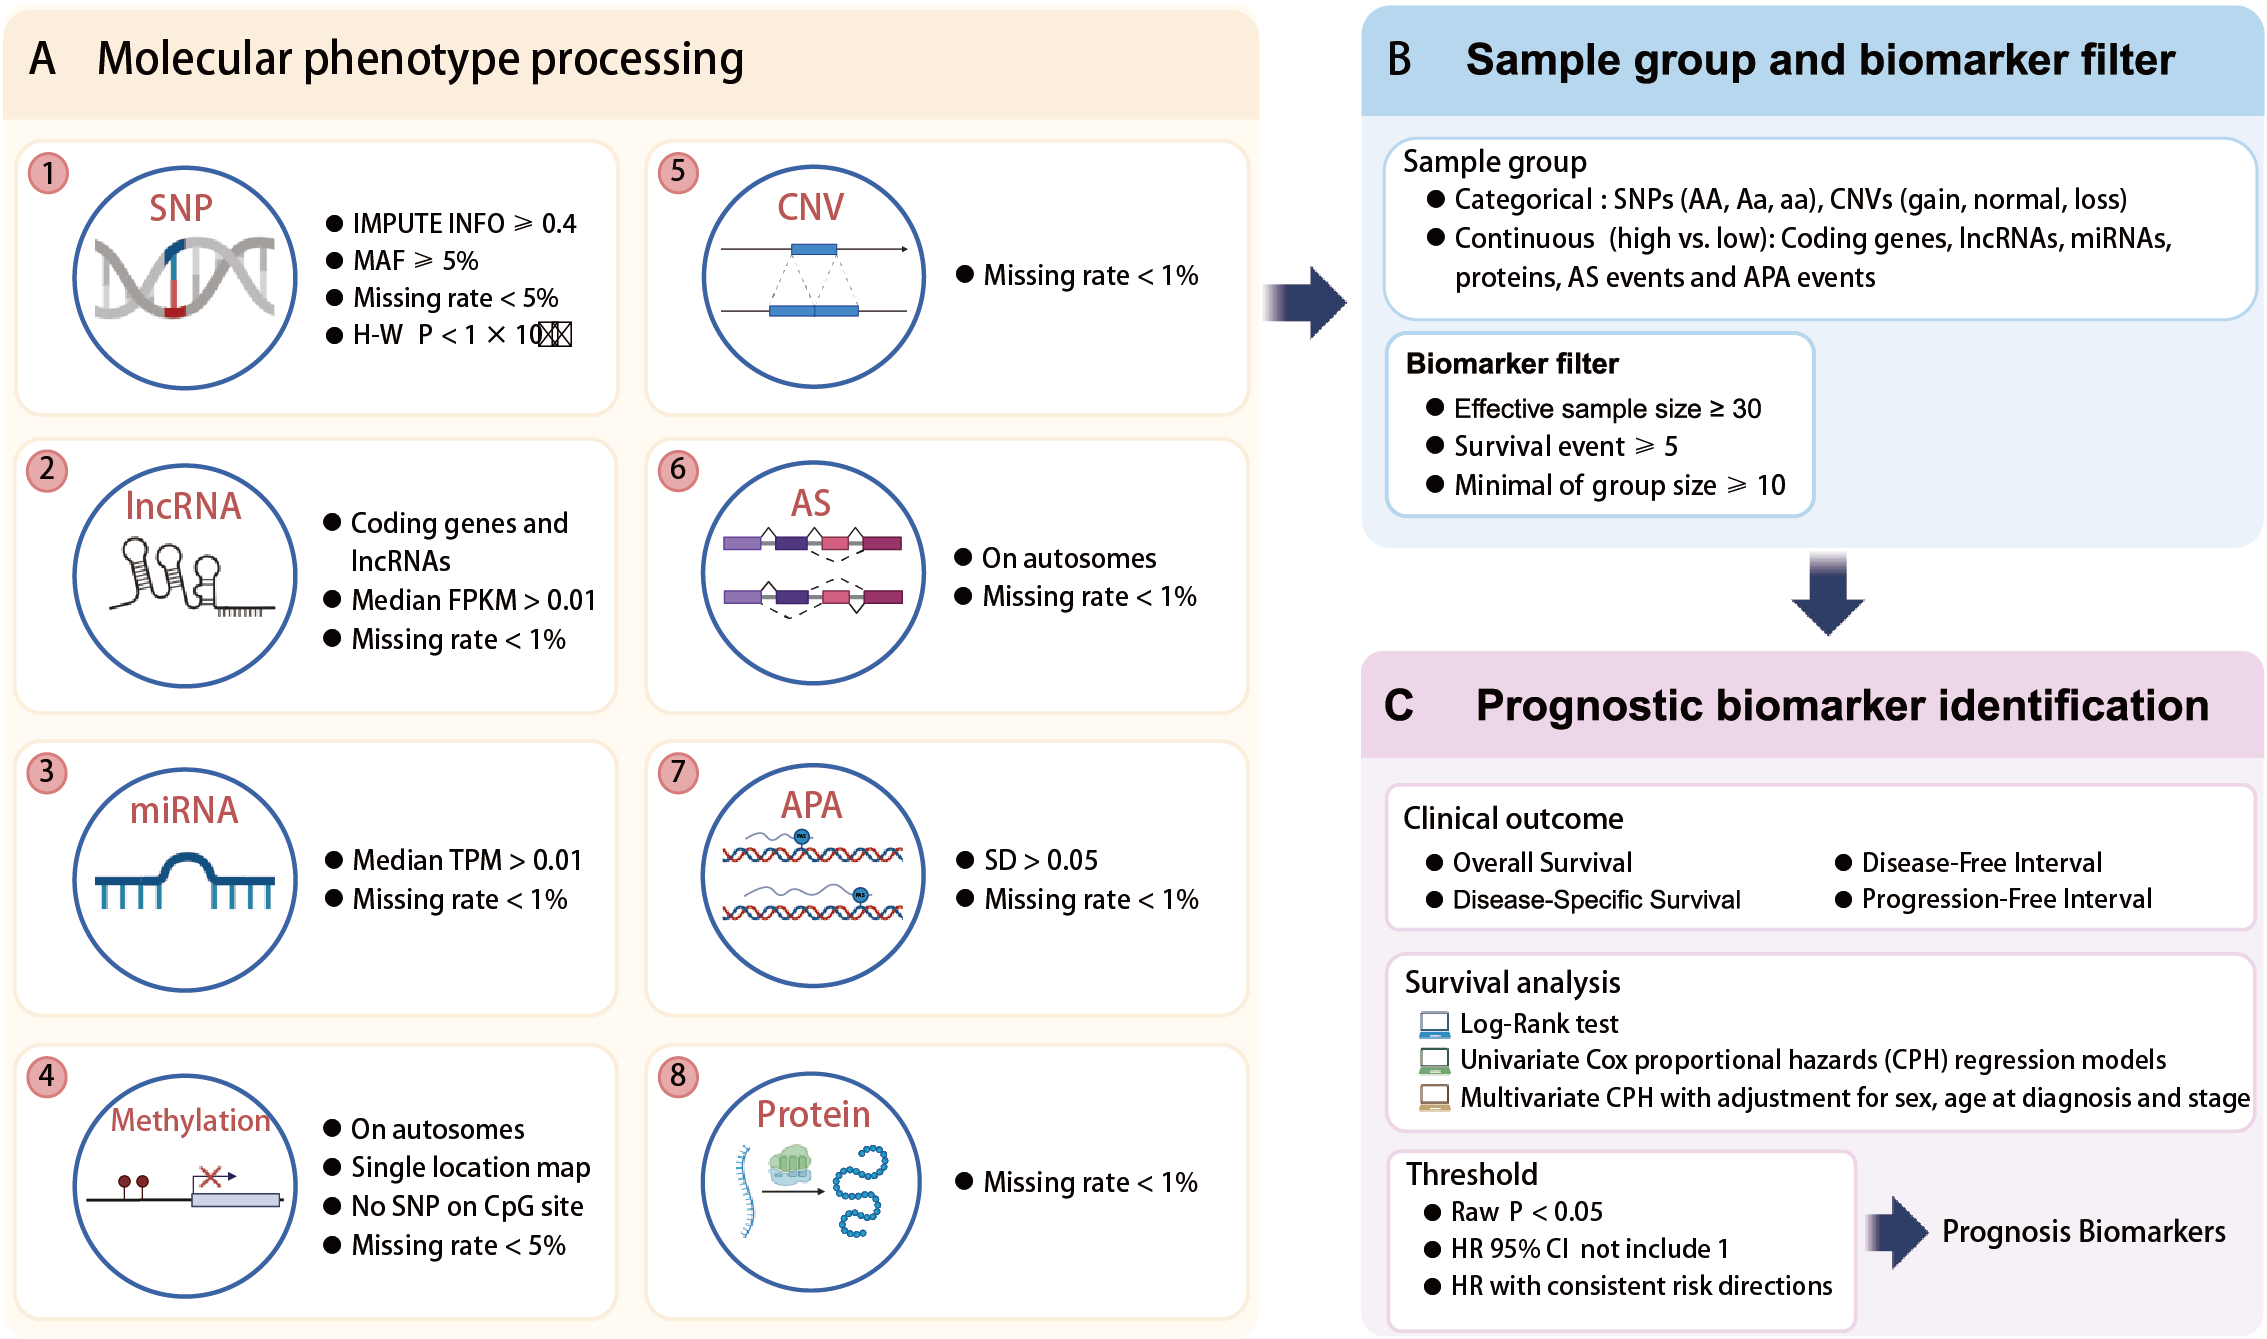 A Molecular phenotype processing
1
SNP
IMPUTE INFO ⩾ 0.4
MAF ⩾ 5%
Missing rate < 5%
H-W P < 1 × 10
2
lncRNA
Coding genes and
lncRNAs
Median FPKM > 0.01
Missing rate < 1%
3
miRNA
Median TPM > 0.01
Missing rate < 1%
4
Methylation
On autosomes
Single location map
No SNP on CpG site
Missing rate < 5%
5
CNV
Missing rate < 1%
6
AS
On autosomes
Missing rate < 1%
7
APA
PAS
PAS
SD > 0.05
Missing rate < 1%
8
Protein
Missing rate < 1%
B Sample group and biomarker filter
Sample group
Categorical : SNPs (AA, Aa, aa), CNVs (gain, normal, loss)
Continuous (high vs. low): Coding genes, lncRNAs, miRNAs,
proteins, AS events and APA events
Biomarker filter
Effective sample size ≥ 30
Survival event ⩾ 5
Minimal of group size ⩾ 10
C Prognostic biomarker identification
Clinical outcome
Overall Survival
Disease-Specific Survival
Disease-Free Interval
Progression-Free Interval
Survival analysis
Log-Rank test
Univariate Cox proportional hazards (CPH) regression models
Multivariate CPH with adjustment for sex, age at diagnosis and stage
Threshold
Raw P < 0.05
HR 95% CI not include 1
HR with consistent risk directions
Prognosis Biomarkers